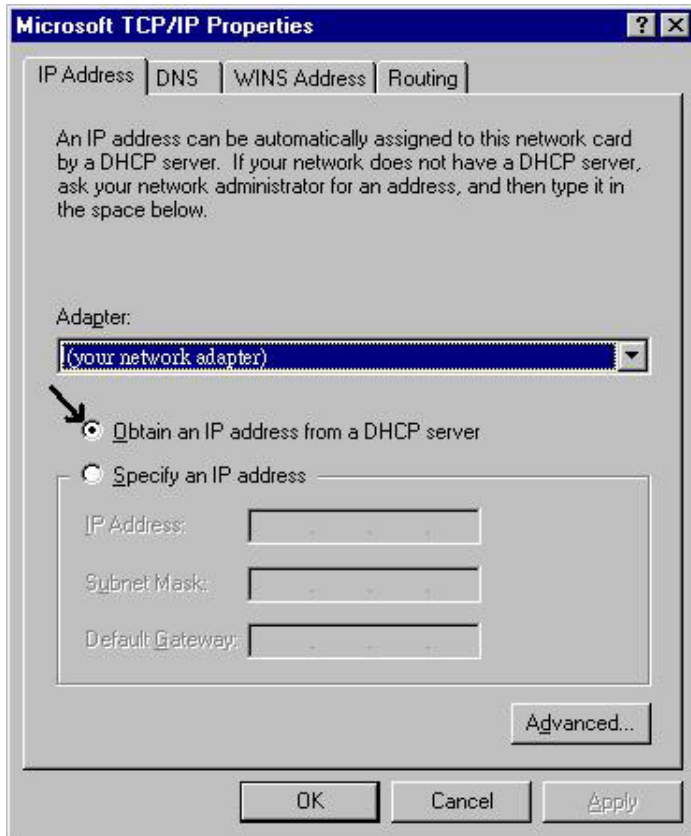 Microsoft TCP/IP Properties
IP Address DNS WINS Address Routing
An IP address can be automatically assigned to this network card
by a DHCP server. If your network does not have a DHCP server,
ask your network administrator for an address, and then type it in
the space below.
Adapter:
(your network adapter)
Obtain an IP address from a DHCP server
Specify an IP address
IP Address:
Subnet Mask:
Default Gateway:
Advanced...
OK Cancel Apply